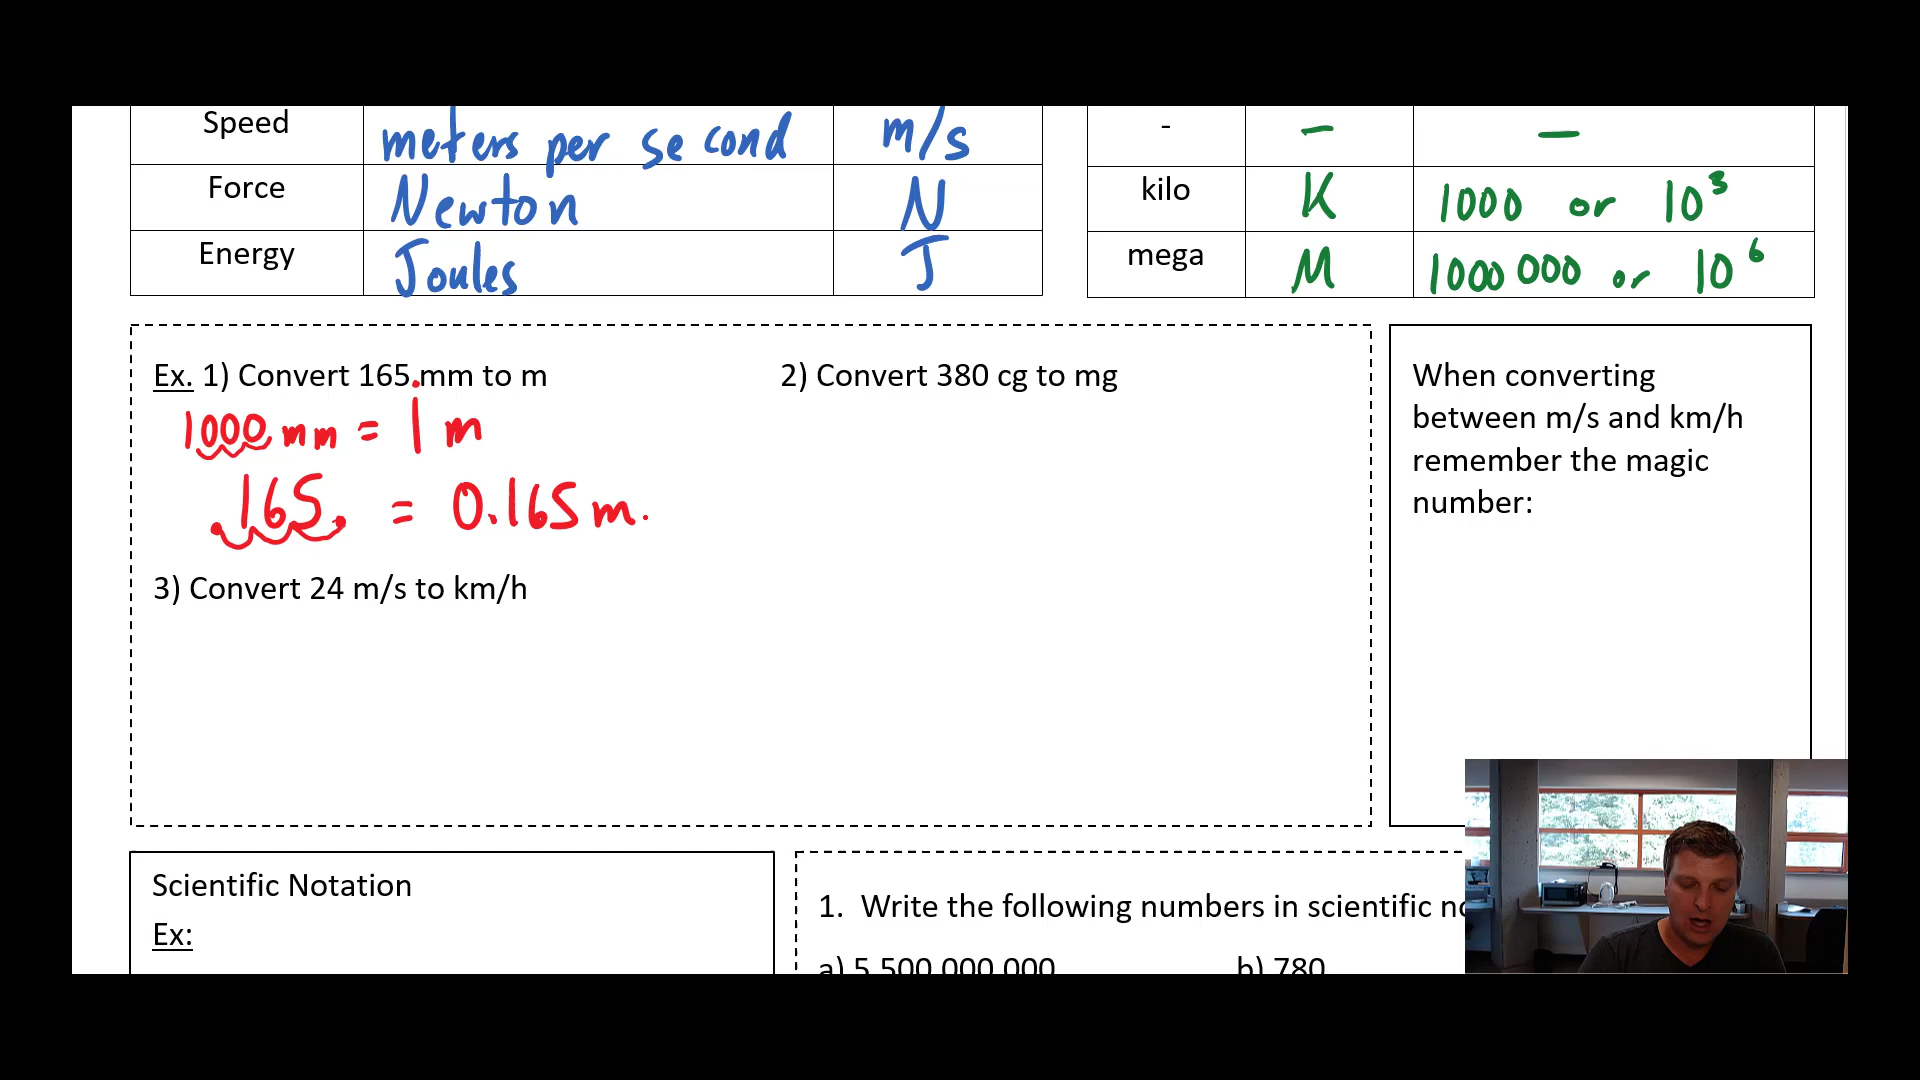 Speed meters per second m/s
- – —
Force Newton N
kilo K 1000 or 10³
Energy Joules J
mega M 1000 000 or 10⁶
Ex. 1) Convert 165 mm to m
1000 mm = 1 m
.165. = 0.165 m.
2) Convert 380 cg to mg
3) Convert 24 m/s to km/h
When converting
between m/s and km/h
remember the magic
number:
Scientific Notation
Ex:
1. Write the following numbers in scientific
a) 5 500 000 000 b) 780